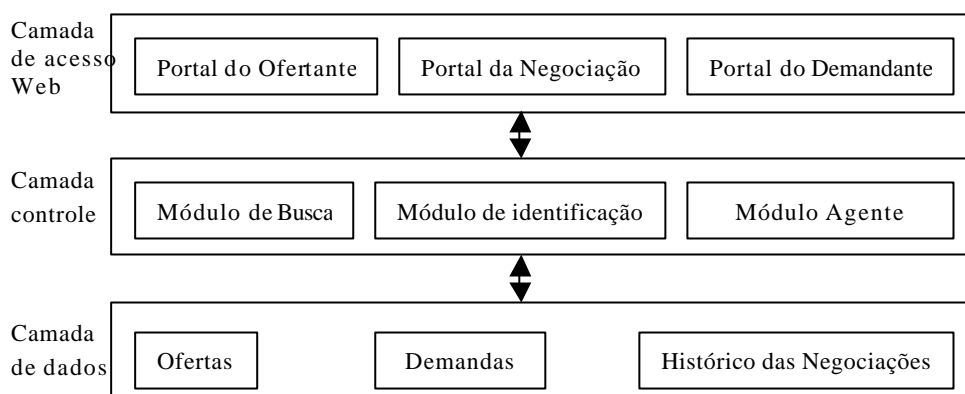 Camada
de acesso
Web
Portal do Ofertante
Portal da Negociação
Portal do Demandante
Camada
controle
Módulo de Busca
Módulo de identificação
Módulo Agente
Camada
de dados
Ofertas
Demandas
Histórico das Negociações